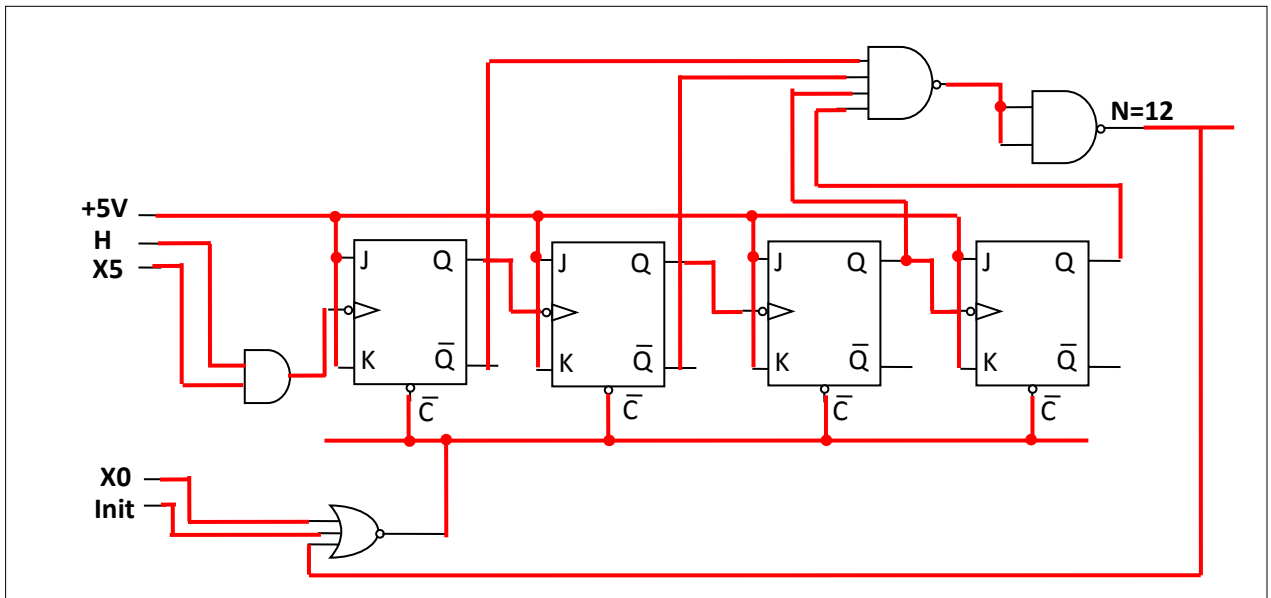 N=12
+5V
H
X5
J Q J Q J Q J Q
K Q̅ K Q̅ K Q̅ K Q̅
C̅ C̅ C̅ C̅
X0
Init